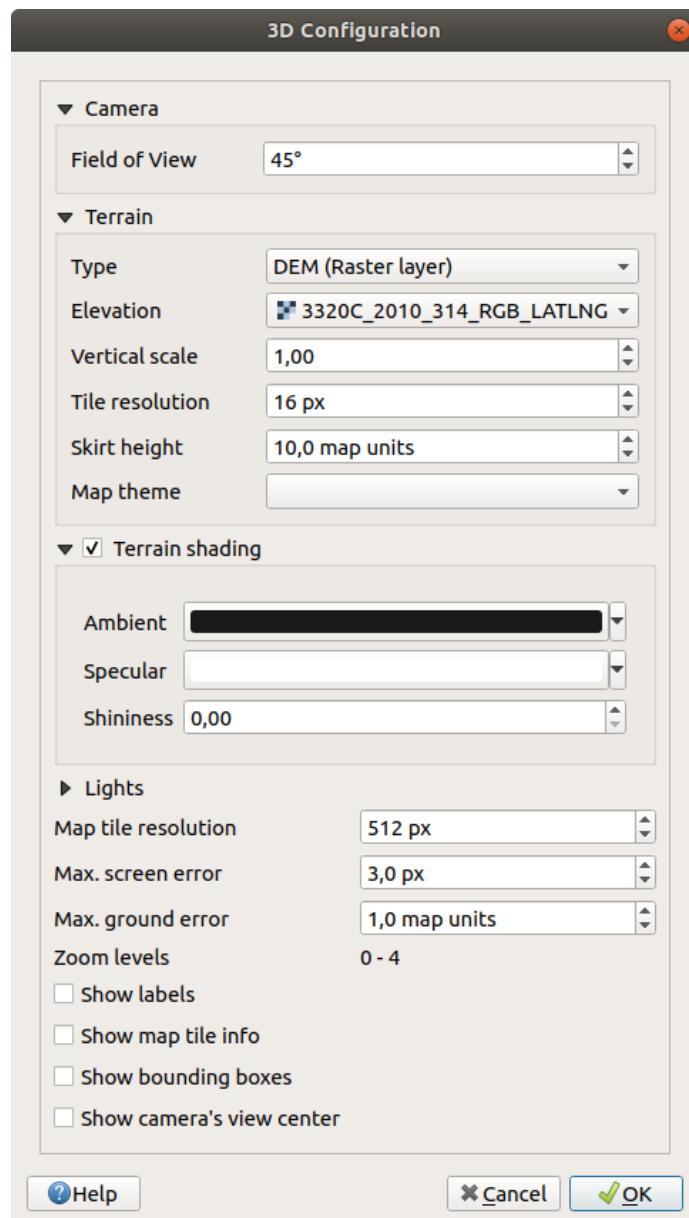 3D Configuration
Camera
Field of View 45°
Terrain
Type DEM (Raster layer)
Elevation 3320C_2010_314_RGB_LATLNG
Vertical scale 1,00
Tile resolution 16 px
Skirt height 10,0 map units
Map theme
Terrain shading
Ambient
Specular
Shininess 0,00
Lights
Map tile resolution 512 px
Max. screen error 3,0 px
Max. ground error 1,0 map units
Zoom levels 0 - 4
Show labels
Show map tile info
Show bounding boxes
Show camera's view center
Help Cancel OK